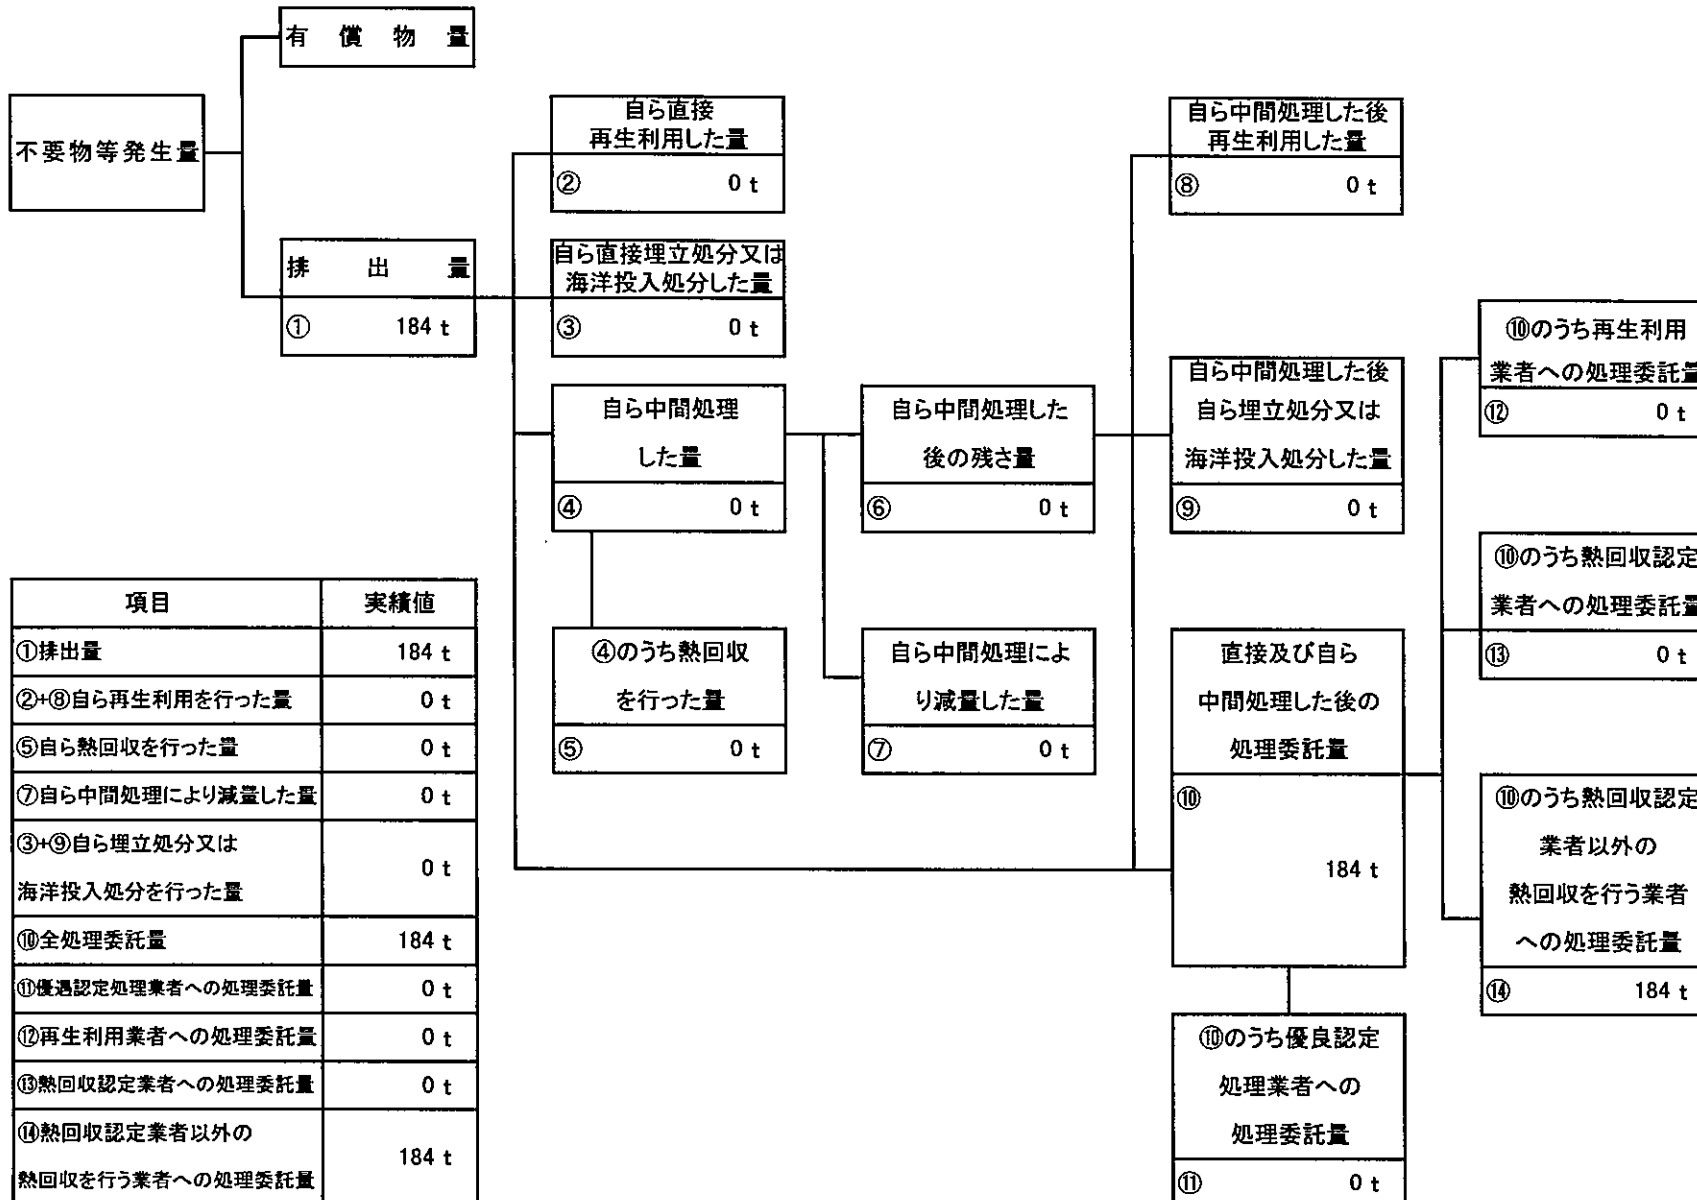 有償物量
不要物等発生量
排出量
① 184 t
自ら直接
再生利用した量
② 0 t
自ら直接埋立処分又は
海洋投入処分した量
③ 0 t
自ら中間処理
した量
④ 0 t
④のうち熱回収
を行った量
⑤ 0 t
自ら中間処理した
後の残さ量
⑥ 0 t
自ら中間処理によ
り減量した量
⑦ 0 t
自ら中間処理した後
再生利用した量
⑧ 0 t
自ら中間処理した後
自ら埋立処分又は
海洋投入処分した量
⑨ 0 t
直接及び自ら
中間処理した後の
処理委託量
⑩
184 t
⑩のうち優良認定
処理業者への
処理委託量
⑪ 0 t
⑩のうち再生利用
業者への処理委託量
⑫ 0 t
⑩のうち熱回収認定
業者への処理委託量
⑬ 0 t
⑩のうち熱回収認定
業者以外の
熱回収を行う業者
への処理委託量
⑭ 184 t
項目 実績値
①排出量 184 t
②+⑧自ら再生利用を行った量 0 t
⑤自ら熱回収を行った量 0 t
⑦自ら中間処理により減量した量 0 t
③+⑨自ら埋立処分又は
海洋投入処分を行った量 0 t
⑩全処理委託量 184 t
⑪優遇認定処理業者への処理委託量 0 t
⑫再生利用業者への処理委託量 0 t
⑬熱回収認定業者への処理委託量 0 t
⑭熱回収認定業者以外の
熱回収を行う業者への処理委託量 184 t